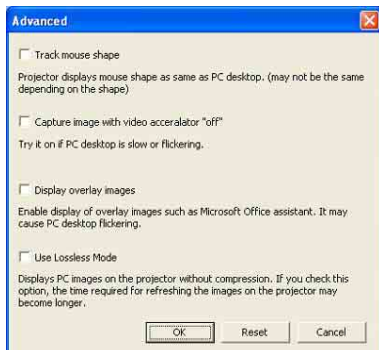 Advanced
Track mouse shape
Projector displays mouse shape as same as PC desktop. (may not be the same
depending on the shape)
Capture image with video accelarator "off"
Try it on if PC desktop is slow or flickering.
Display overlay images
Enable display of overlay images such as Microsoft Office assistant. It may
cause PC desktop flickering.
Use Lossless Mode
Displays PC images on the projector without compression. If you check this
option, the time required for refreshing the images on the projector may
become longer.
OK
Reset
Cancel